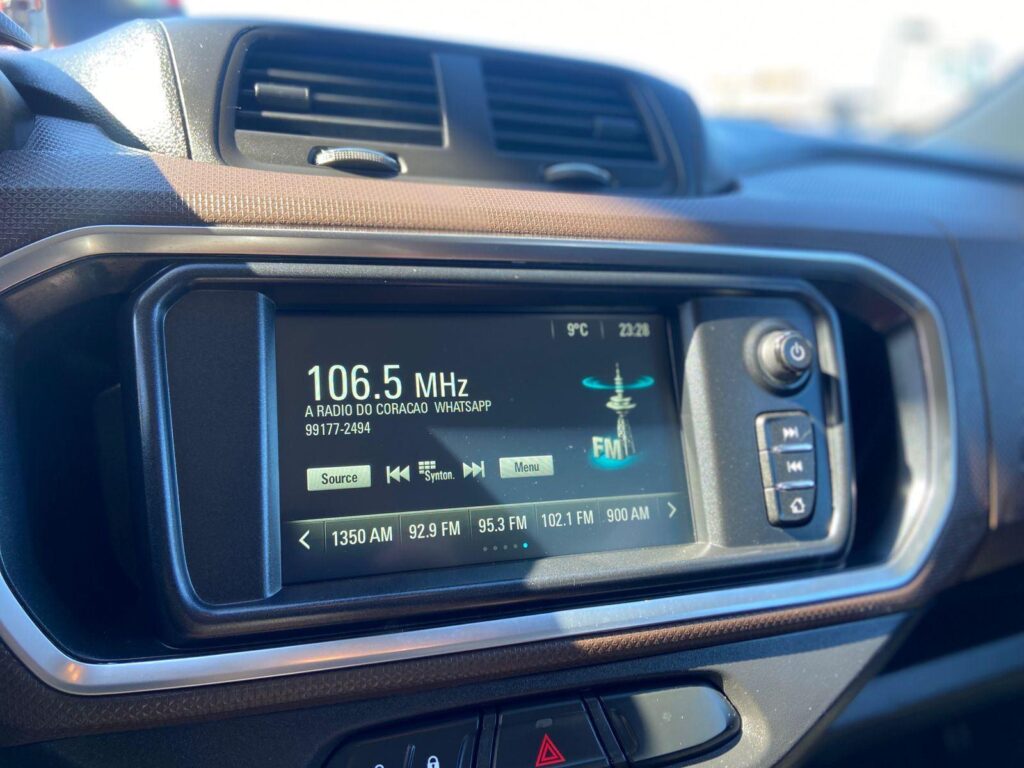 9°C 23:28
106.5 MHz
A RADIO DO CORACAO WHATSAPP
99177-2494
FM
Source Synton. Menu
1350 AM 92.9 FM 95.3 FM 102.1 FM 900 AM